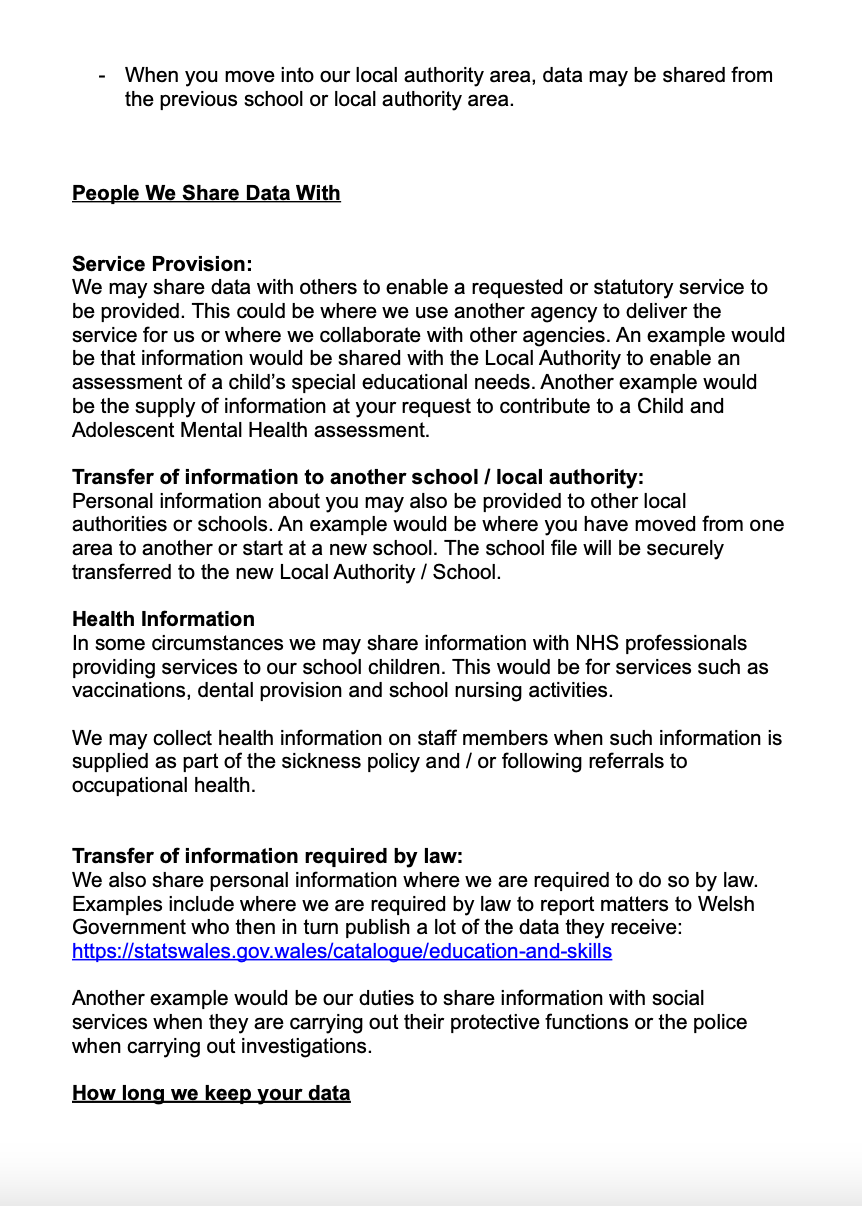 - When you move into our local authority area, data may be shared from
the previous school or local authority area.
People We Share Data With
Service Provision:
We may share data with others to enable a requested or statutory service to
be provided. This could be where we use another agency to deliver the
service for us or where we collaborate with other agencies. An example would
be that information would be shared with the Local Authority to enable an
assessment of a child’s special educational needs. Another example would
be the supply of information at your request to contribute to a Child and
Adolescent Mental Health assessment.
Transfer of information to another school / local authority:
Personal information about you may also be provided to other local
authorities or schools. An example would be where you have moved from one
area to another or start at a new school. The school file will be securely
transferred to the new Local Authority / School.
Health Information
In some circumstances we may share information with NHS professionals
providing services to our school children. This would be for services such as
vaccinations, dental provision and school nursing activities.
We may collect health information on staff members when such information is
supplied as part of the sickness policy and / or following referrals to
occupational health.
Transfer of information required by law:
We also share personal information where we are required to do so by law.
Examples include where we are required by law to report matters to Welsh
Government who then in turn publish a lot of the data they receive:
https://statswales.gov.wales/catalogue/education-and-skills
Another example would be our duties to share information with social
services when they are carrying out their protective functions or the police
when carrying out investigations.
How long we keep your data